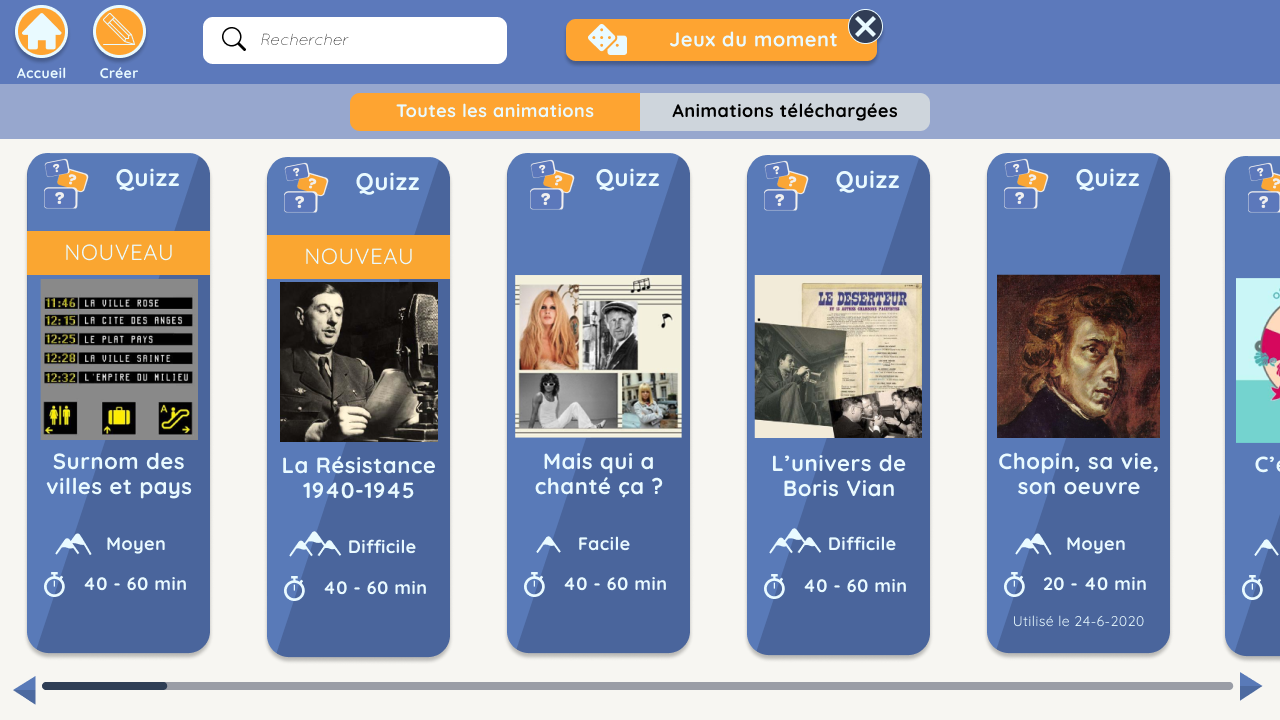 Accueil
Créer
Rechercher
Jeux du moment
Toutes les animations
Animations téléchargées
Quizz
NOUVEAU
11:46 LA VILLE ROSE
12:15 LA CITE DES ANGES
12:25 LE PLAT PAYS
12:28 LA VILLE SAINTE
12:32 L'EMPIRE DU MILIEU
Surnom des
villes et pays
Moyen
40 - 60 min
Quizz
NOUVEAU
La Résistance
1940-1945
Difficile
40 - 60 min
Quizz
Mais qui a
chanté ça ?
Facile
40 - 60 min
Quizz
LE DESERTEUR
L’univers de
Boris Vian
Difficile
40 - 60 min
Quizz
Chopin, sa vie,
son oeuvre
Moyen
20 - 40 min
Utilisé le 24-6-2020